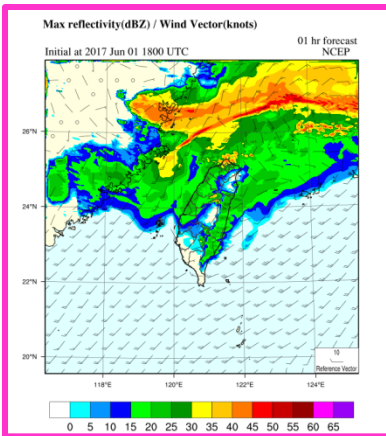 Max reflectivity(dBZ) / Wind Vector(knots)
01 hr forecast
Initial at 2017 Jun 01 1800 UTC NCEP
26°N
24°N
22°N
20°N
10
Reference Vector
118°E 120°E 122°E 124°E
0 5 10 15 20 25 30 35 40 45 50 55 60 65